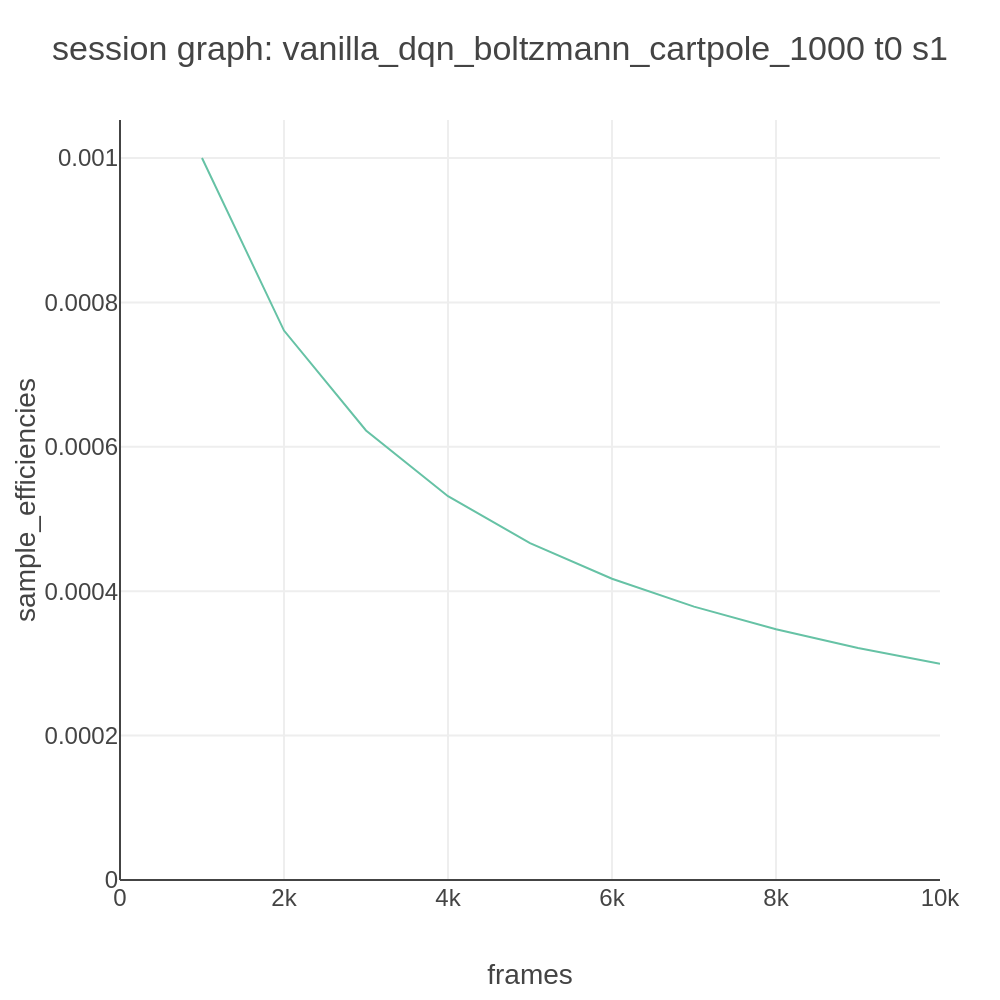 session graph: vanilla_dqn_boltzmann_cartpole_1000 t0 s1
0.001
0.0008
0.0006
0.0004
0.0002
0
sample_efficiencies
0
2k
4k
6k
8k
10k
frames